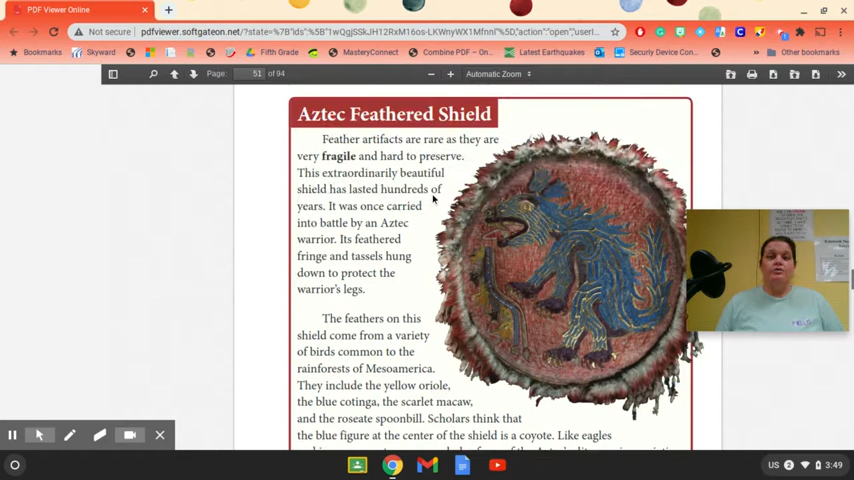 PDF Viewer Online
Not secure
pdfviewer.softgateon.net/?state=%7B"ids"%3A%5B"1wQgjSSkJH12RxM16os-LKWnyWX1Mfnnl"%5D,"action":"open","userI...
Bookmarks
Skyward
Fifth Grade
MasteryConnect
Combine PDF – On...
Latest Earthquakes
Securly Device Con...
Other bookmarks
Page: 51 of 94
Automatic Zoom
Aztec Feathered Shield
Feather artifacts are rare as they are
very fragile and hard to preserve.
This extraordinarily beautiful
shield has lasted hundreds of
years. It was once carried
into battle by an Aztec
warrior. Its feathered
fringe and tassels hung
down to protect the
warrior's legs.
The feathers on this
shield come from a variety
of birds common to the
rainforests of Mesoamerica.
They include the yellow oriole,
the blue cotinga, the scarlet macaw,
and the roseate spoonbill. Scholars think that
the blue figure at the center of the shield is a coyote. Like eagles
US 2 3:49